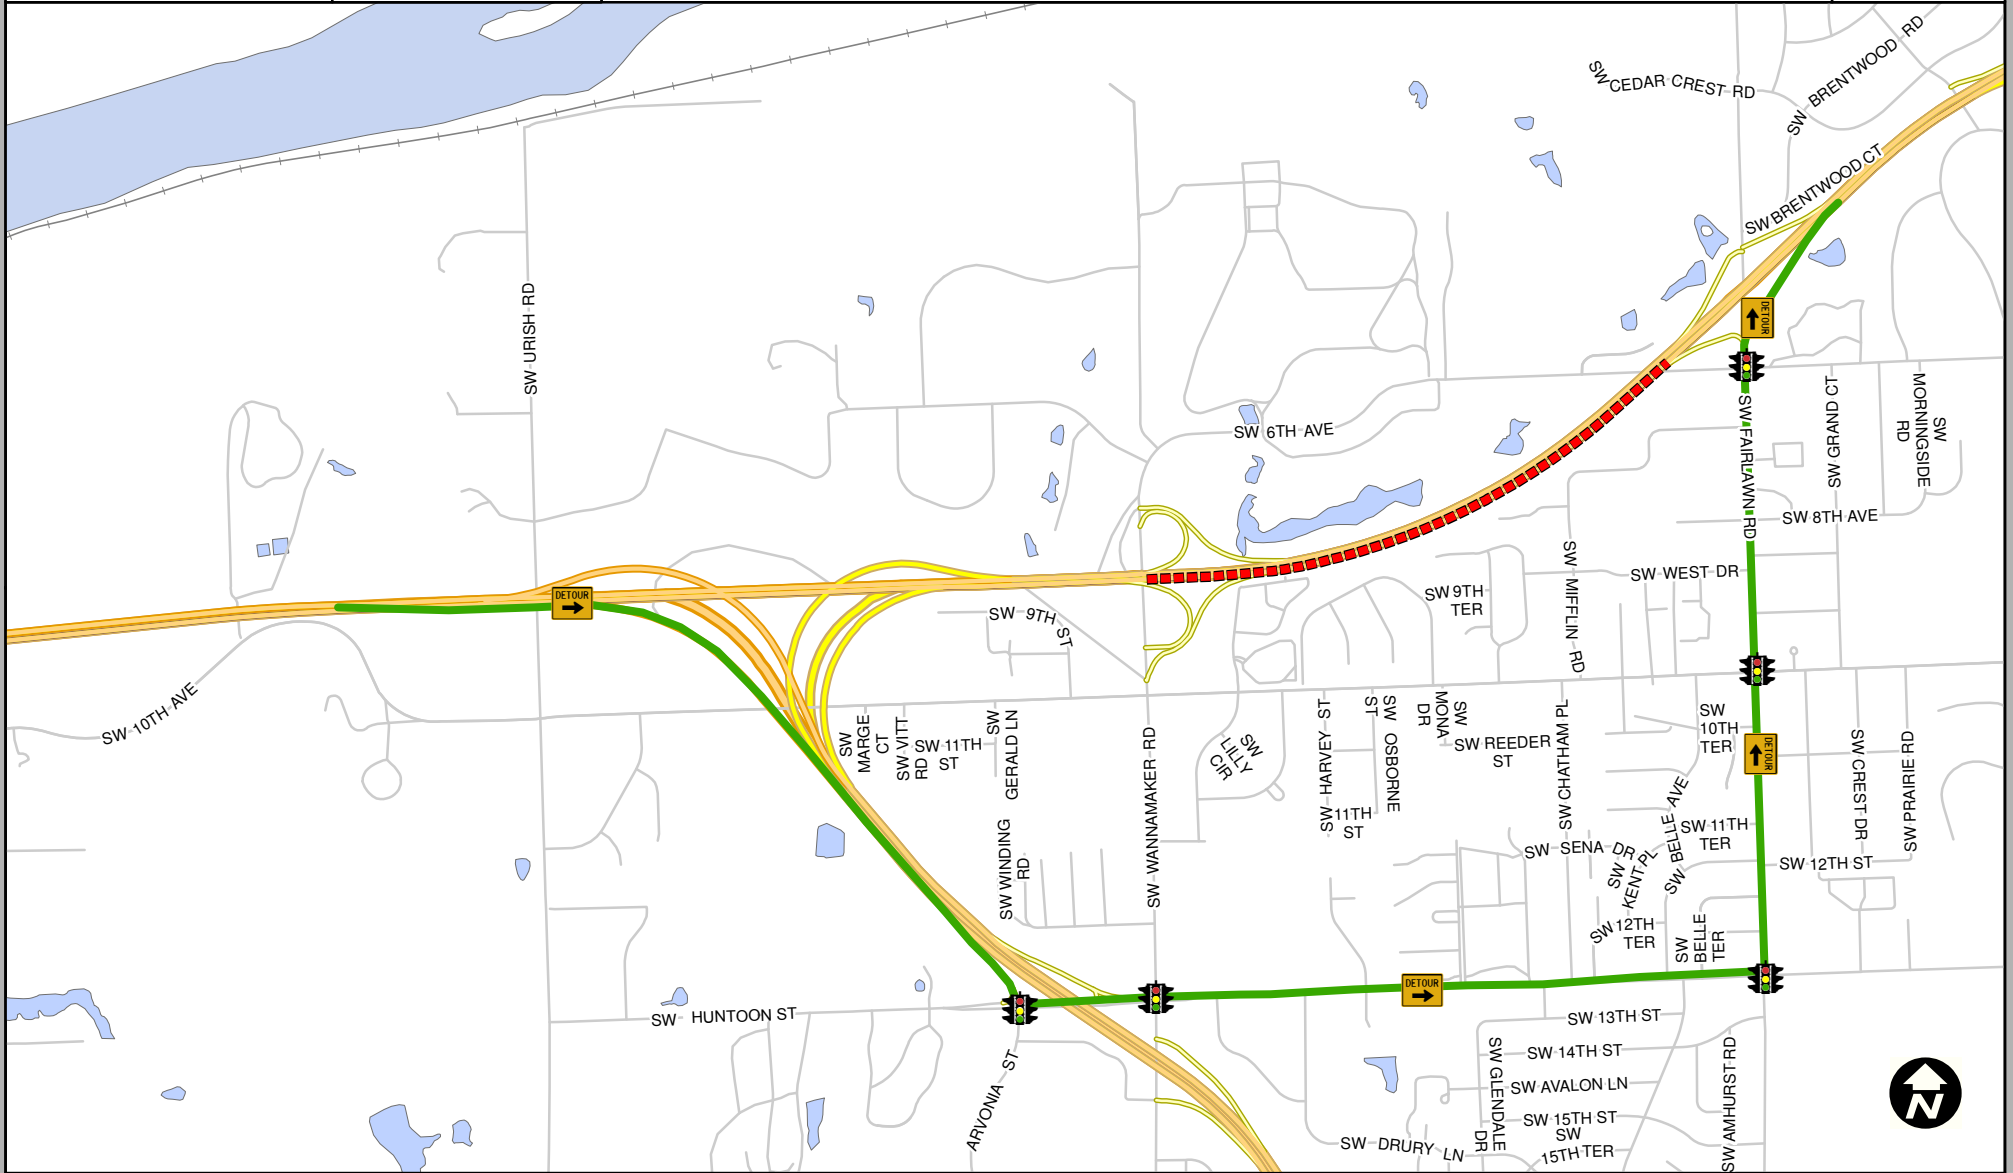 SW
CEDAR CREST RD
SW BRENTWOOD RD
SW BRENTWOOD CT
SW URISH RD
DETOUR
SW 6TH AVE
SW FAIRLAWN RD
SW GRAND CT
SW
MORNINGSIDE
RD
SW 8TH AVE
SW WEST DR
SW MIFFLIN RD
SW 9TH
TER
DETOUR
SW 9TH ST
SW 10TH AVE
SW
MARGE
CT
SW VITT
RD
SW 11TH
ST
SW
GERALD LN
SW WINDING
RD
SW WANNAMAKER RD
SW
LILLY
CIR
SW HARVEY ST
SW 11TH
ST
SW OSBORNE
ST
SW
MONA
DR
SW REEDER
ST
SW CHATHAM PL
SW
10TH
TER
DETOUR
SW CREST DR
SW PRAIRIE RD
SW BELLE AVE
SW 11TH
TER
SW SENA DR
SW
KENT PL
SW 12TH ST
SW 12TH
TER
SW
BELLE
TER
DETOUR
SW HUNTOON ST
ARVONIA ST
SW 13TH ST
SW 14TH ST
SW AVALON LN
SW 15TH ST
SW
15TH TER
SW GLENDALE
DR
SW DRURY LN
SW AMHURST RD
N